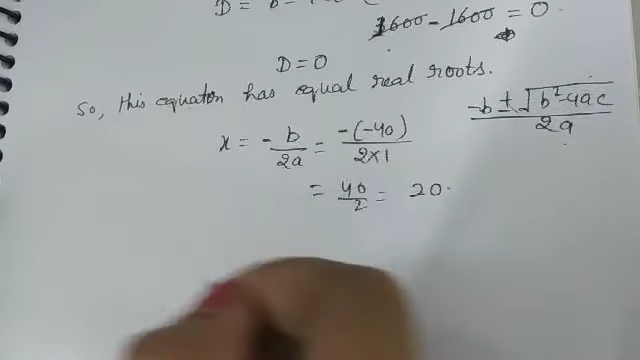 D =
1600 - 1600 = 0.
D = 0
So, this equaton has equal real roots.
x = -b/2a = -(-40)/2×1
= 40/2 = 20.
-b ± √b²-4ac/2a